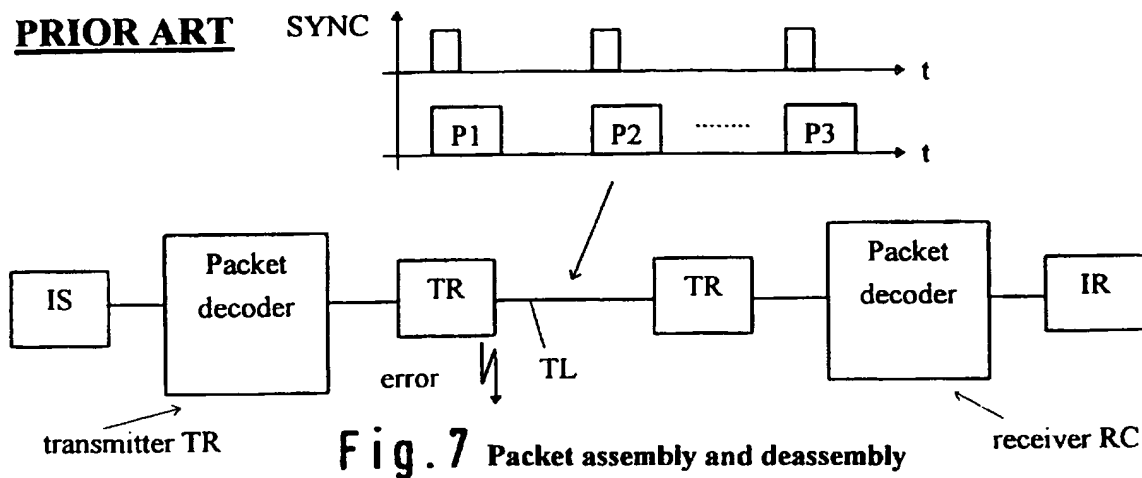 PRIOR ART
SYNC
t
P1
P2
........
P3
t
IS
Packet
decoder
TR
TR
Packet
decoder
IR
TL
error
transmitter TR
receiver RC
Fig. 7 Packet assembly and deassembly